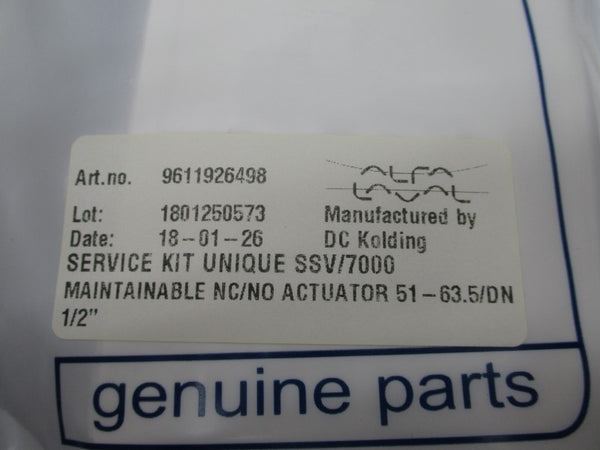 Art.no. 9611926498
ALFA
LAVAL
Lot: 1801250573
Manufactured by
Date: 18-01-26
DC Kolding
SERVICE KIT UNIQUE SSV/7000
MAINTAINABLE NC/NO ACTUATOR 51-63.5/DN
1/2”
genuine parts